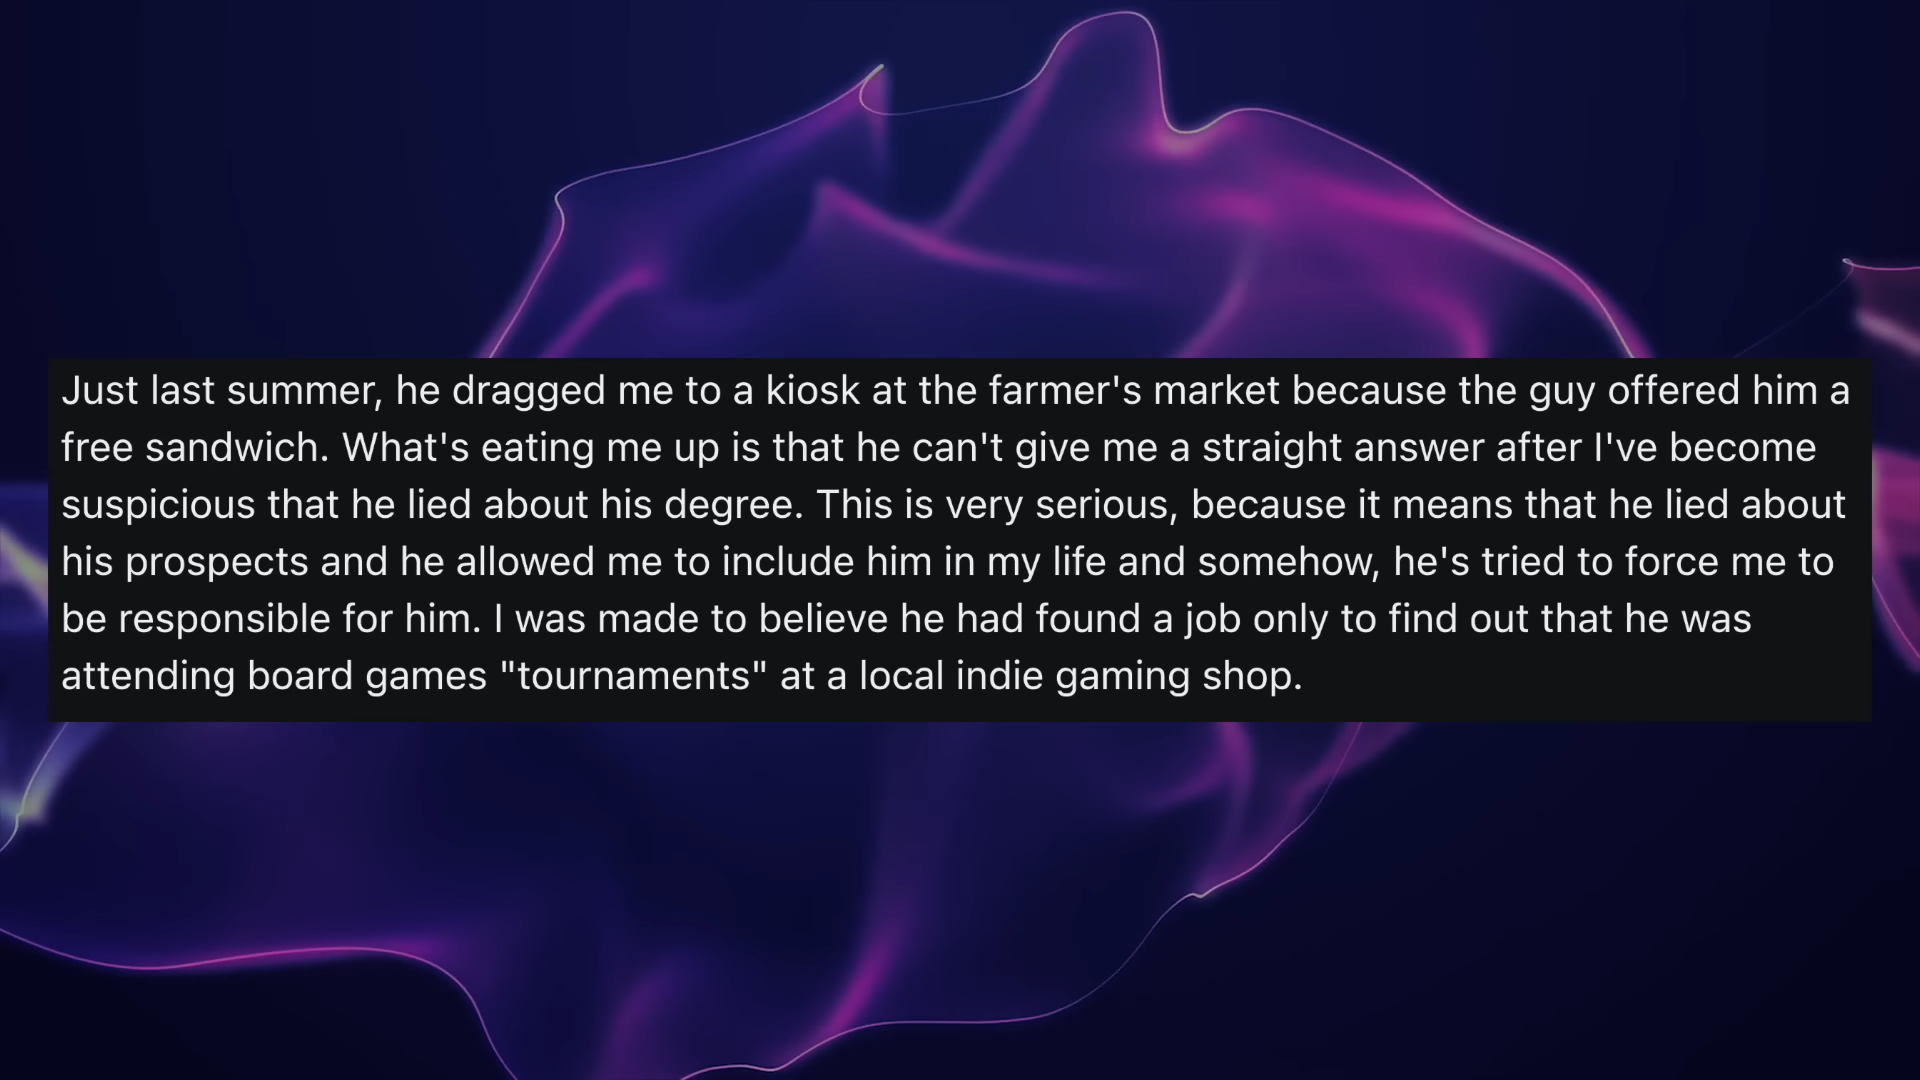 Just last summer, he dragged me to a kiosk at the farmer's market because the guy offered him a
free sandwich. What's eating me up is that he can't give me a straight answer after I've become
suspicious that he lied about his degree. This is very serious, because it means that he lied about
his prospects and he allowed me to include him in my life and somehow, he's tried to force me to
be responsible for him. I was made to believe he had found a job only to find out that he was
attending board games "tournaments" at a local indie gaming shop.